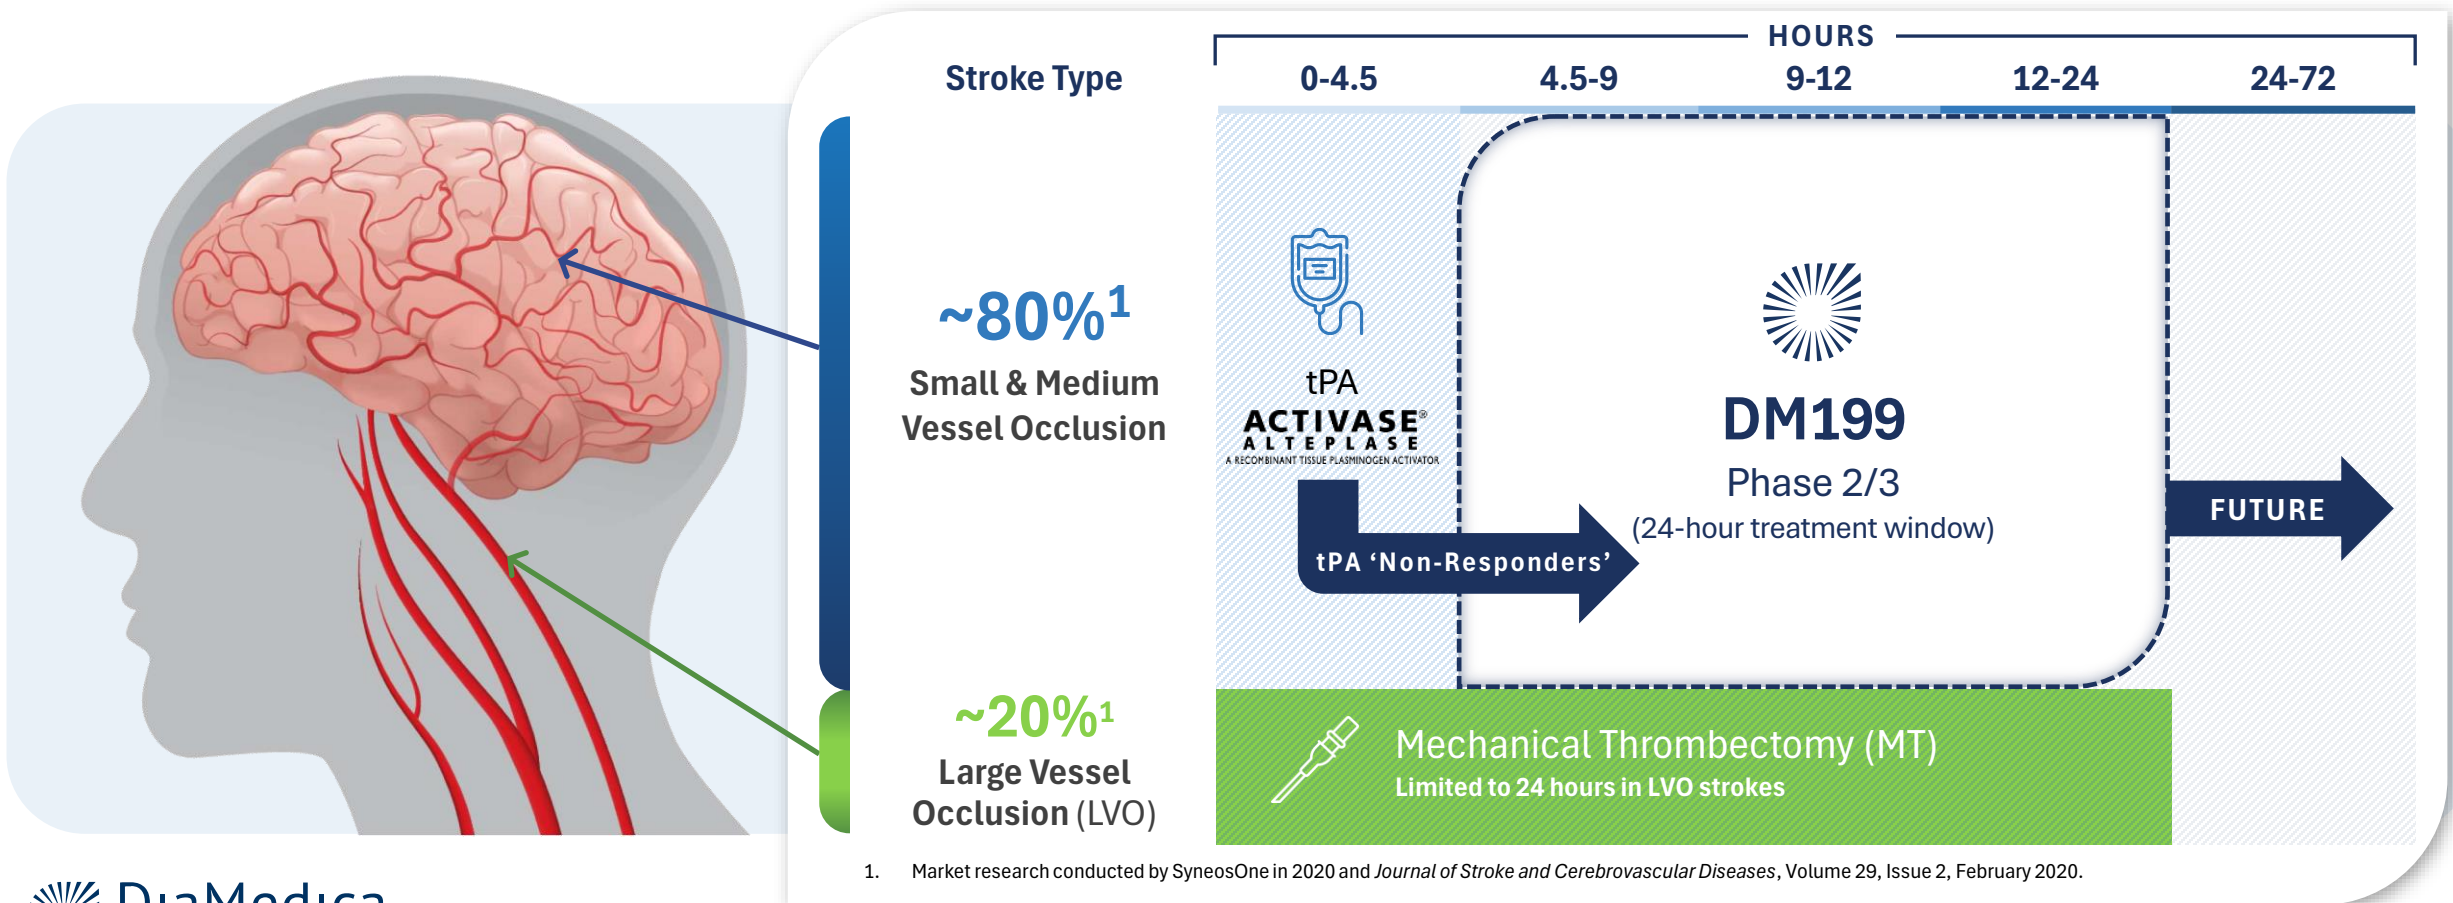 HOURS
Stroke Type 0-4.5 4.5-9 9-12 12-24 24-72
~80%1
Small & Medium
Vessel Occlusion
tPA
ACTIVASE®
ALTEPLASE
A RECOMBINANT TISSUE PLASMINOGEN ACTIVATOR
tPA ‘Non-Responders’
DM199
Phase 2/3
(24-hour treatment window)
FUTURE
~20%1
Large Vessel
Occlusion (LVO)
Mechanical Thrombectomy (MT)
Limited to 24 hours in LVO strokes
1. Market research conducted by SyneosOne in 2020 and Journal of Stroke and Cerebrovascular Diseases, Volume 29, Issue 2, February 2020.
DiaMedica